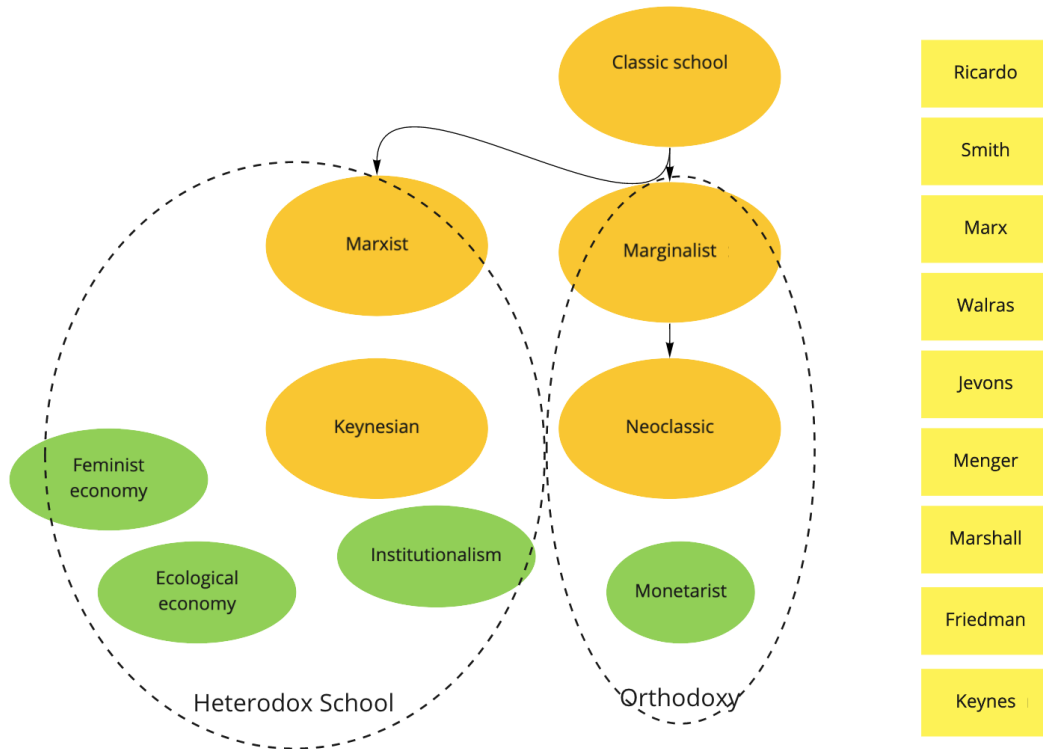 Classic school
Marxist
Marginalist
Keynesian
Neoclassic
Feminist
economy
Institutionalism
Ecological
economy
Monetarist
Heterodox School
Orthodoxy
Ricardo
Smith
Marx
Walras
Jevons
Menger
Marshall
Friedman
Keynes